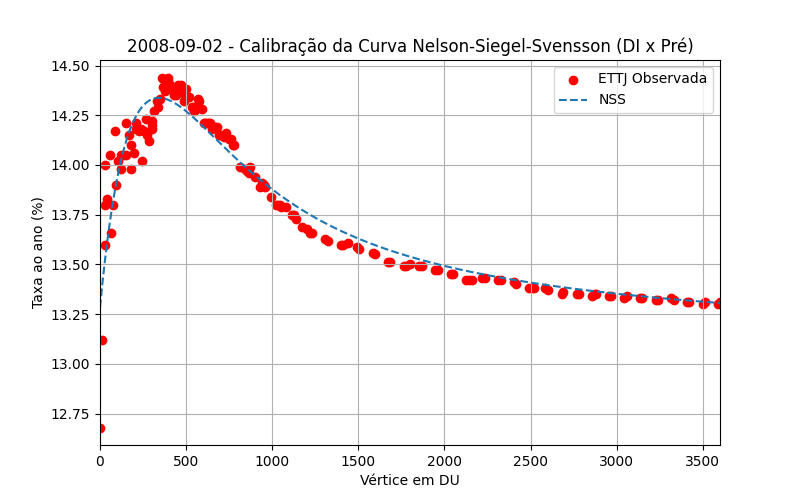 2008-09-02 - Calibração da Curva Nelson-Siegel-Svensson (DI x Pré)
ETTJ Observada
NSS
Taxa ao ano (%)
14.50
14.25
14.00
13.75
13.50
13.25
13.00
12.75
0 500 1000 1500 2000 2500 3000 3500
Vértice em DU